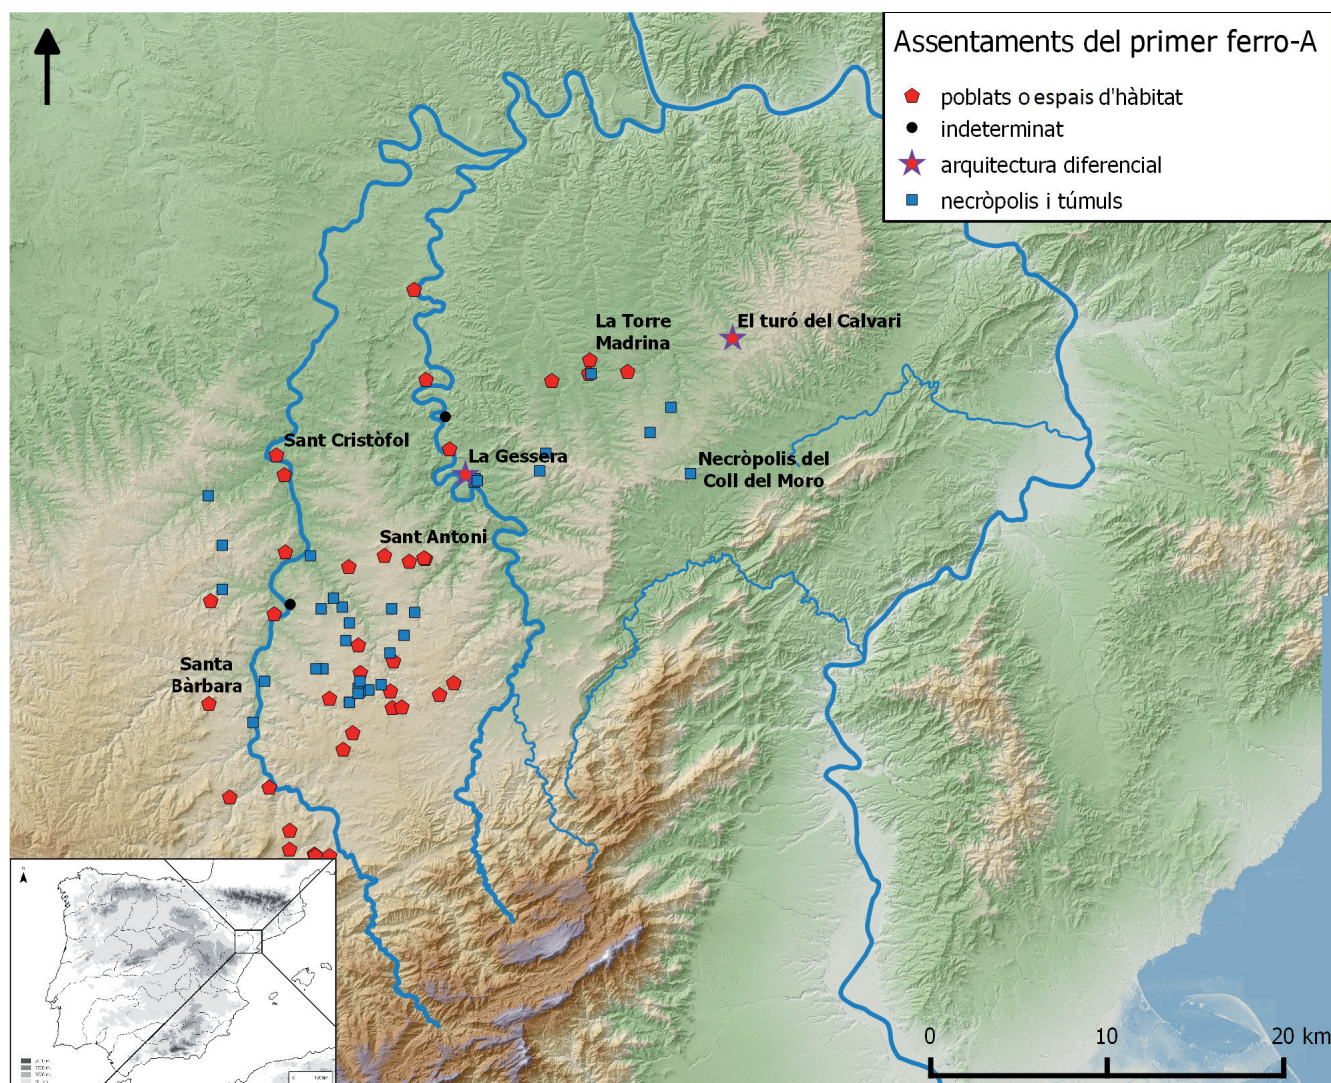 Assentaments del primer ferro-A
poblats o espais d'hàbitat
indeterminat
arquitectura diferencial
necròpolis i túmuls
La Torre
Madrina
El turó del Calvari
Sant Cristòfol
La Gessera
Necròpolis del
Coll del Moro
Sant Antoni
Santa
Bàrbara
0 10 20 km